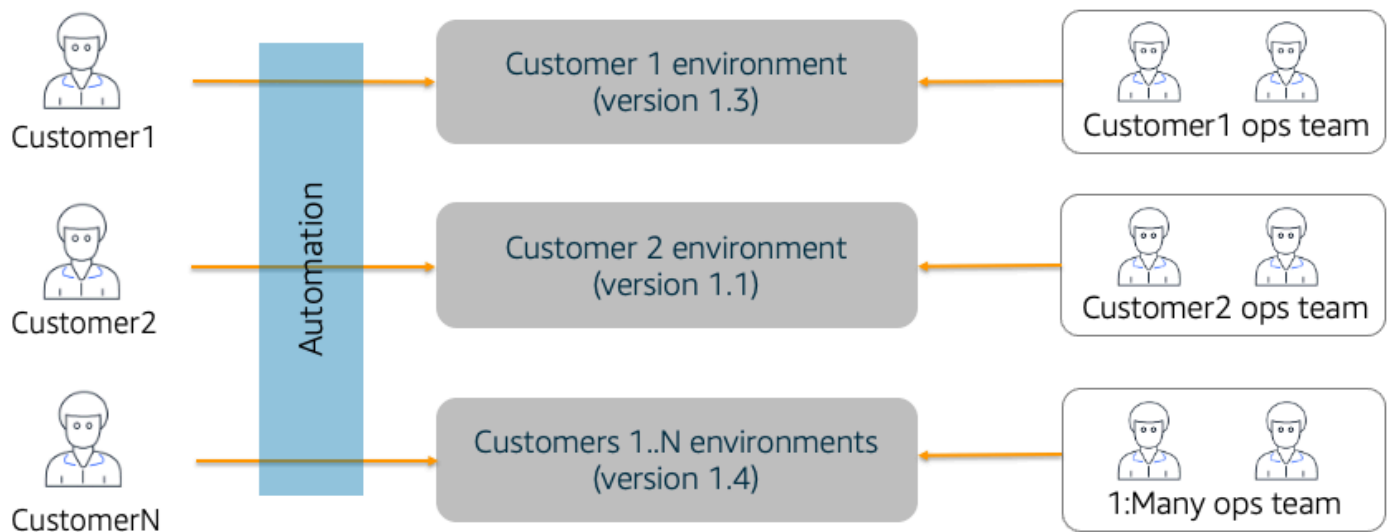 Customer1
Customer2
CustomerN
Automation
Customer 1 environment
(version 1.3)
Customer 2 environment
(version 1.1)
Customers 1..N environments
(version 1.4)
Customer1 ops team
Customer2 ops team
1:Many ops team